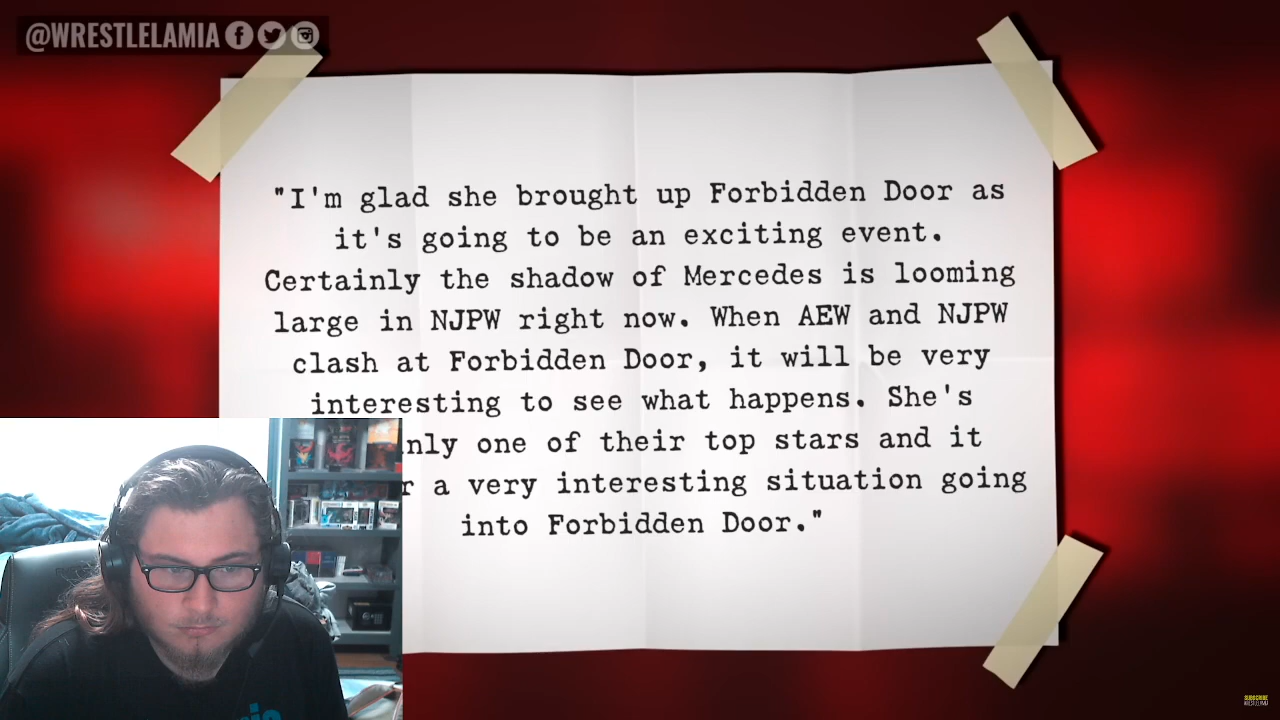 @WRESTLELAMIA
"I'm glad she brought up Forbidden Door as
it's going to be an exciting event.
Certainly the shadow of Mercedes is looming
large in NJPW right now. When AEW and NJPW
clash at Forbidden Door, it will be very
interesting to see what happens. She's
nly one of their top stars and it
r a very interesting situation going
into Forbidden Door."
SUBSCRIBE
WRESTLELAMIA